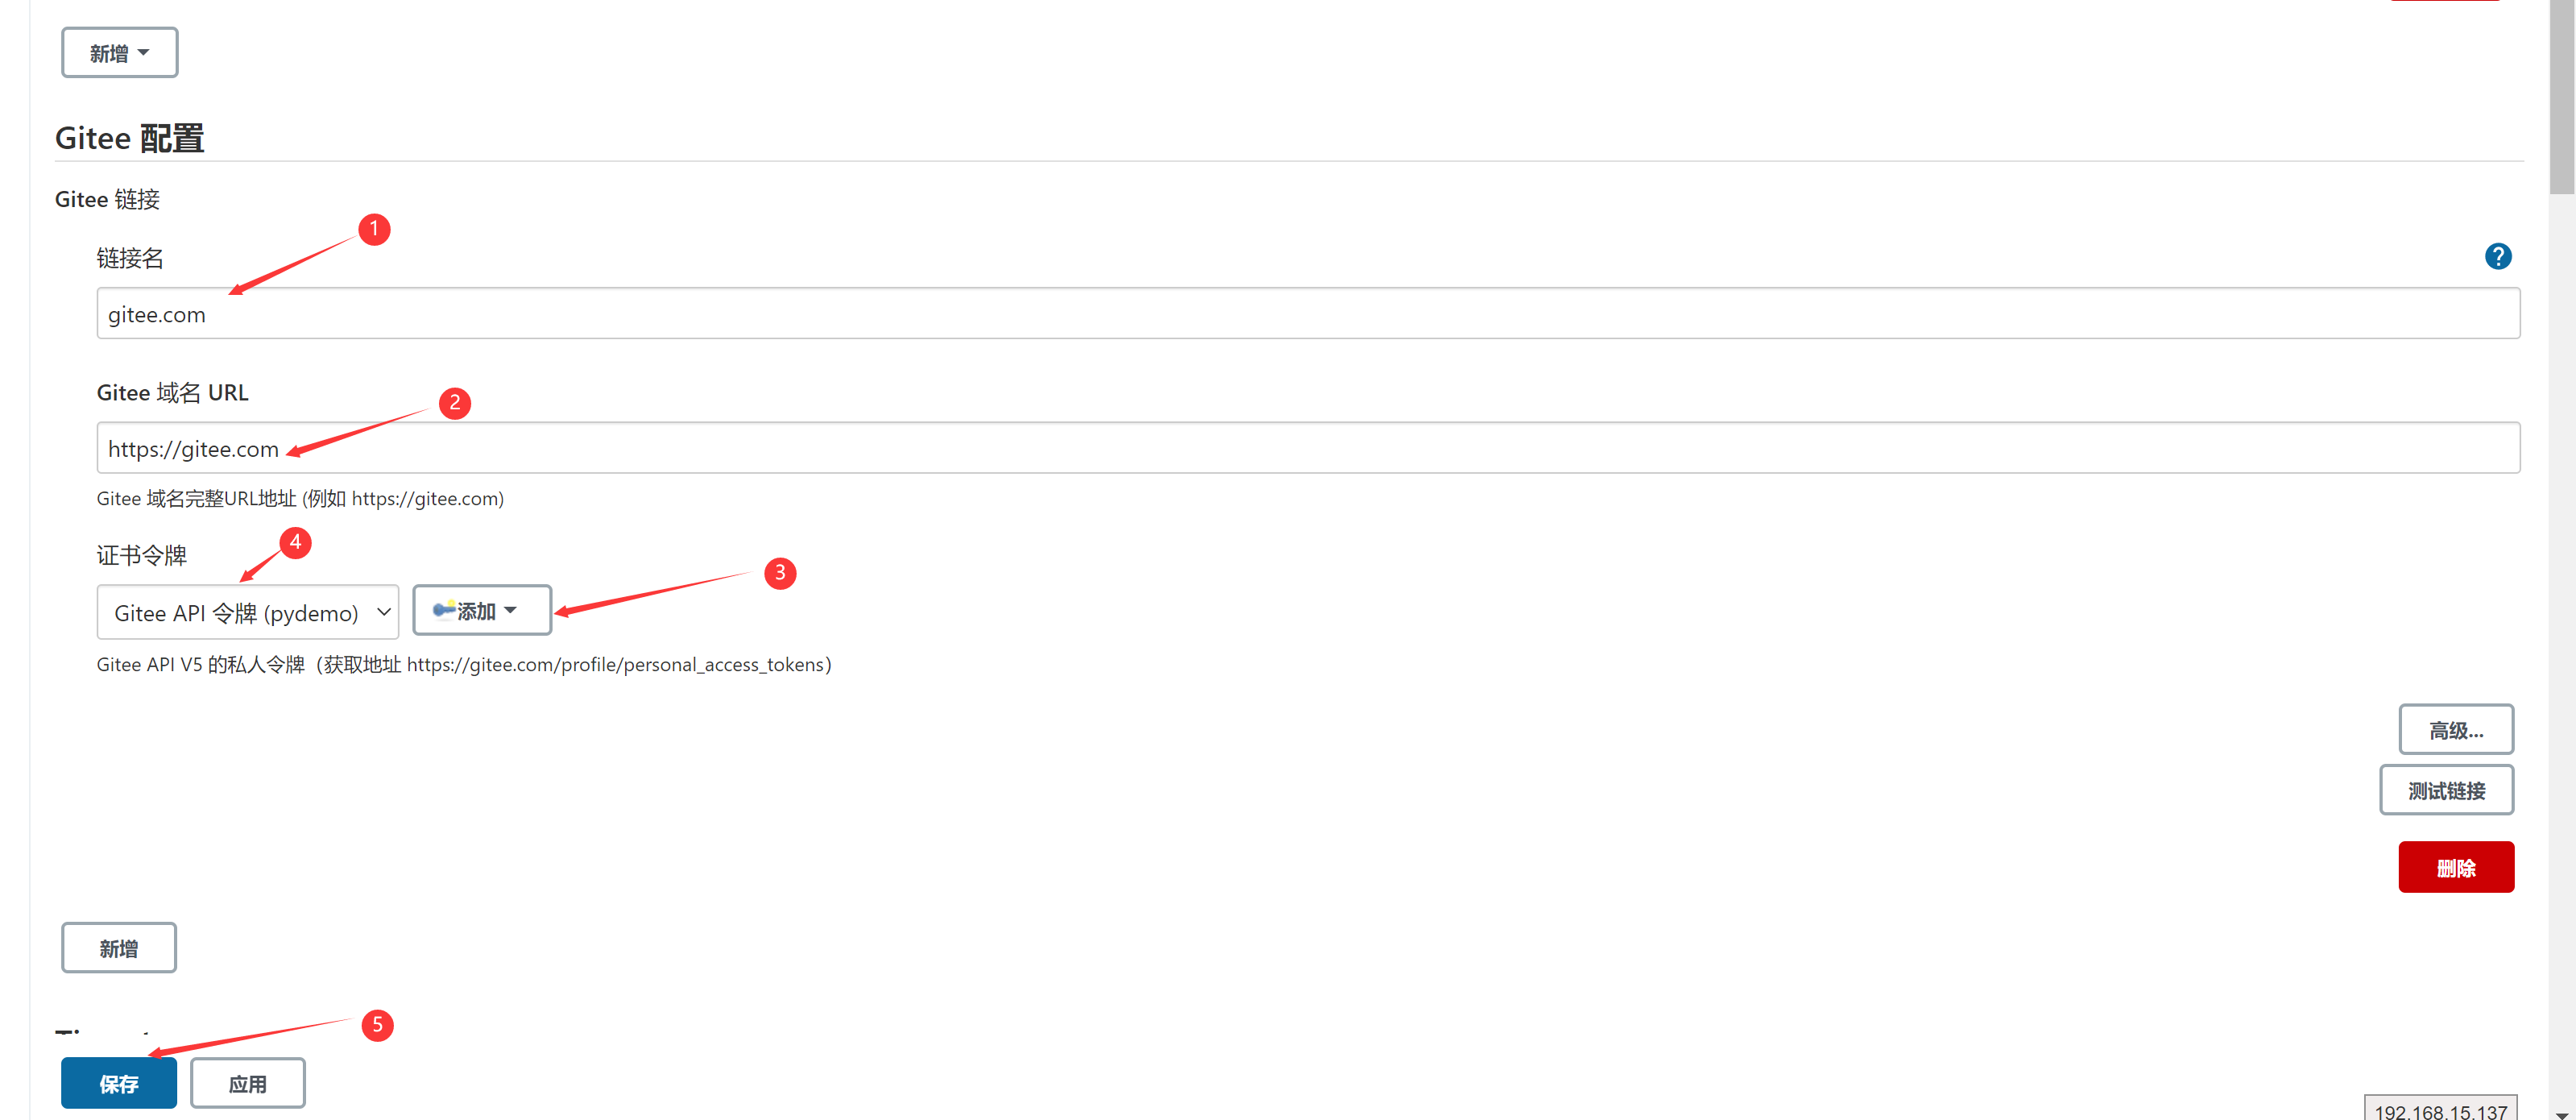 新增
Gitee 配置
Gitee 链接
1
链接名
gitee.com
Gitee 域名 URL
2
https://gitee.com
Gitee 域名完整URL地址 (例如 https://gitee.com)
4
证书令牌
3
Gitee API 令牌 (pydemo)
添加
Gitee API V5 的私人令牌（获取地址 https://gitee.com/profile/personal_access_tokens）
高级...
测试链接
删除
新增
5
保存 应用
192.168.15.137